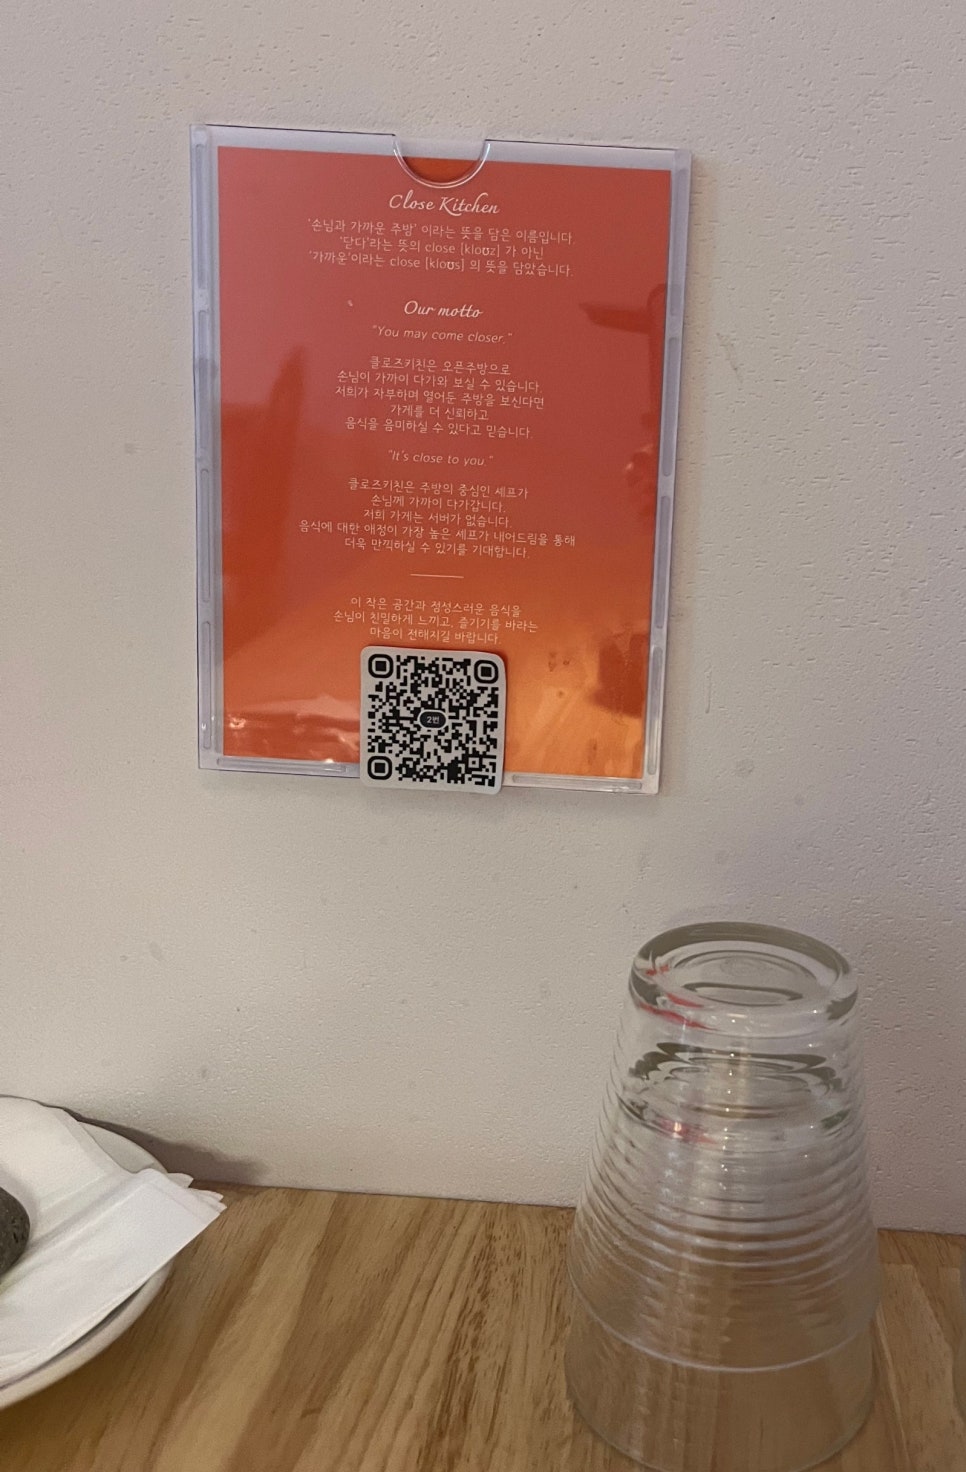 Close Kitchen
'손님과 가까운 주방' 이라는 뜻을 담은 이름입니다.
'닫다'라는 뜻의 close [kloʊz] 가 아닌
'가까운'이라는 close [kloʊs] 의 뜻을 담았습니다.
Our motto
"You may come closer."
클로즈키친은 오픈주방으로
손님이 가까이 다가와 보실 수 있습니다.
저희가 자부하며 열어둔 주방을 보신다면
가게를 더 신뢰하고
음식을 음미하실 수 있다고 믿습니다.
"It's close to you."
클로즈키친은 주방의 중심인 셰프가
손님께 가까이 다가갑니다.
저희 가게는 서버가 없습니다.
음식에 대한 애정이 가장 높은 셰프가 내어드림을 통해
더욱 만끽하실 수 있기를 기대합니다.
이 작은 공간과 정성스러운 음식을
손님이 친밀하게 느끼고, 즐기기를 바라는
마음이 전해지길 바랍니다.
2번